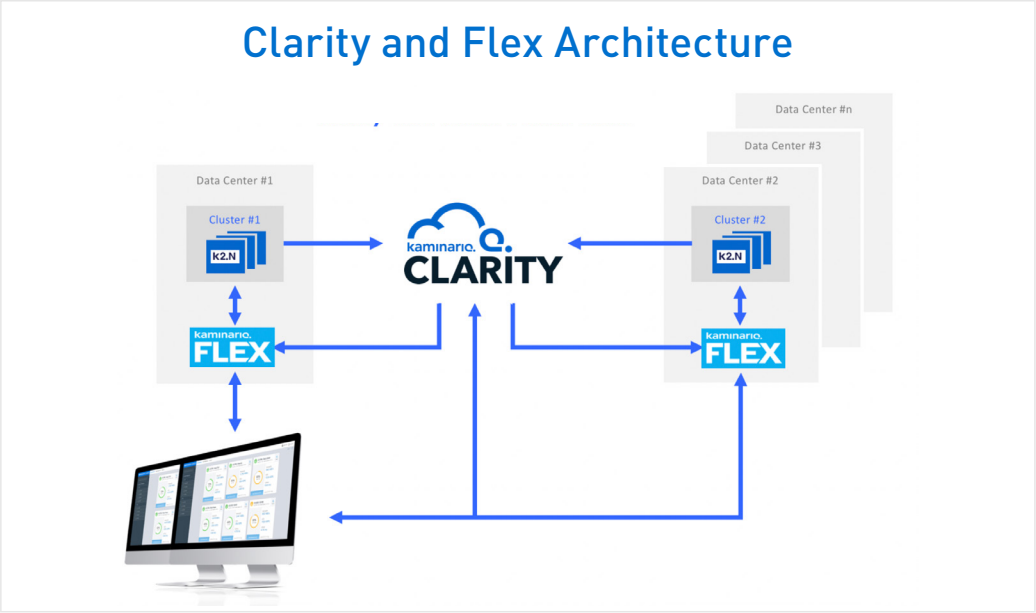 Clarity and Flex Architecture
Data Center #n
Data Center #3
Data Center #1
Data Center #2
Cluster #1
Cluster #2
k2.N
k2.N
kaminario.
CLARITY
kaminario.
FLEX
kaminario.
FLEX